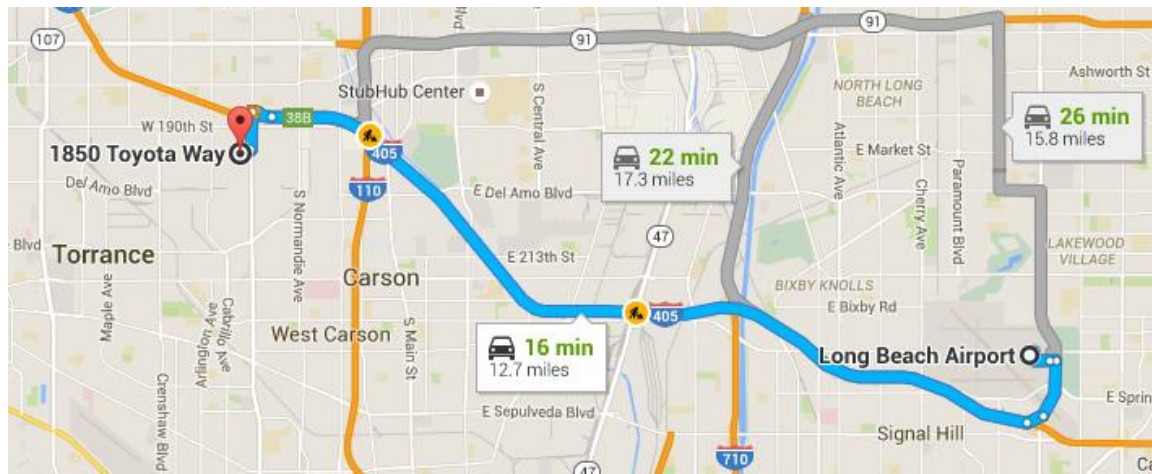 107
91
91
Blvd
StubHub Center
38B
W 190th St
1850 Toyota Way
405
Del Amo Blvd
110
S Normandie Ave
S Central Ave
E Del Amo Blvd
Torrance
Carson
West Carson
Maple Ave
Arlington Ave
Cabrillo Ave
Crenshaw Blvd
S Main St
E 213th St
47
405
16 min
12.7 miles
22 min
17.3 miles
26 min
15.8 miles
NORTH LONG
BEACH
Ashworth St
Atlantic Ave
E Market St
Cherry Ave
Paramount Blvd
LAKEWOOD
VILLAGE
BIXBY KNOLLS
E Bixby Rd
Long Beach Airport
E Sepulveda Blvd
Signal Hill
E Sprin
710
47
Ca
e Blvd